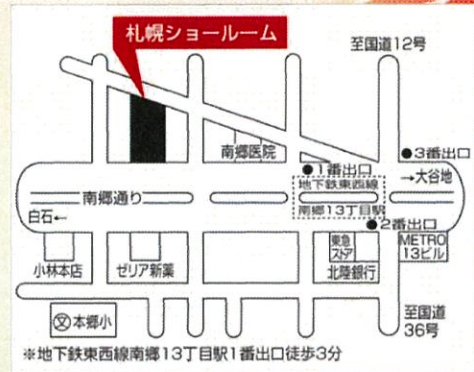 札幌ショールーム
至国道12号
南郷医院
●1番出口
●3番出口
地下鉄東西線
→大谷地
南郷通り
南郷13丁目駅
白石←
●2番出口
東急
ストア
METRO
13ビル
小林本店
ゼリア新薬
北陸銀行
文本郷小
至国道
36号
※地下鉄東西線南郷13丁目駅1番出口徒歩3分